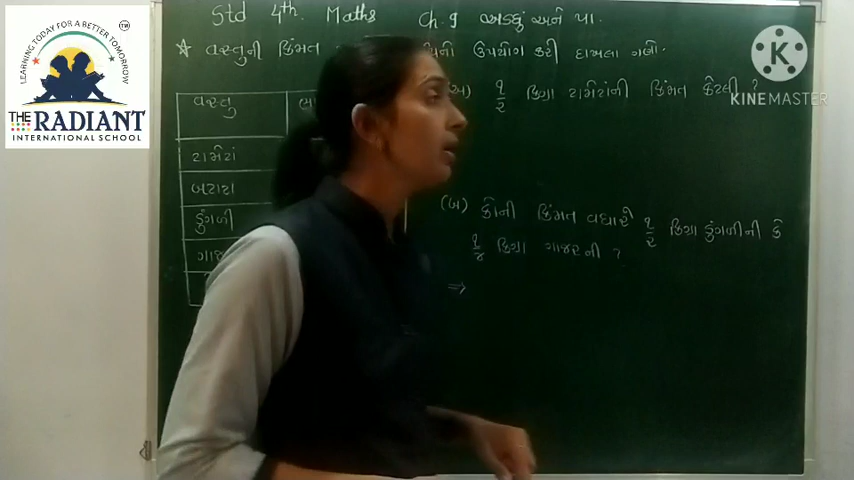 LEARNING TODAY FOR A BETTER TOMORROW
THE RADIANT
INTERNATIONAL SCHOOL
K
KINEMASTER
Std 4th. Maths Ch. 9 અડધું અને પા.
★ વસ્તુની કિંમત ઉપયોગ કરી દાખલા ગણો.
વસ્તુ
ટામેટાં
બટાટા
ડુંગળી
(અ) ૧/૨ કિગ્રા ટામેટાંની કિંમત કેટલી ?
(બ) કોની કિંમત વધારે ૧/૨ કિગ્રા ડુંગળીની કે
૧/૪ કિગ્રા ગાજરની ?
⇒